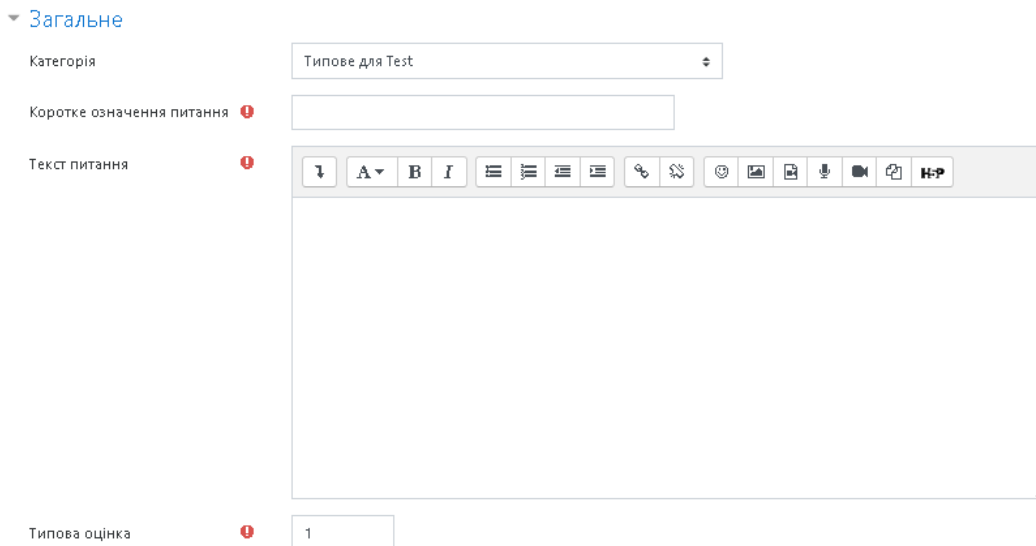 Загальне
Категорія
Типове для Test
Коротке означення питання
Текст питання
A B I H-P
Типова оцінка
1